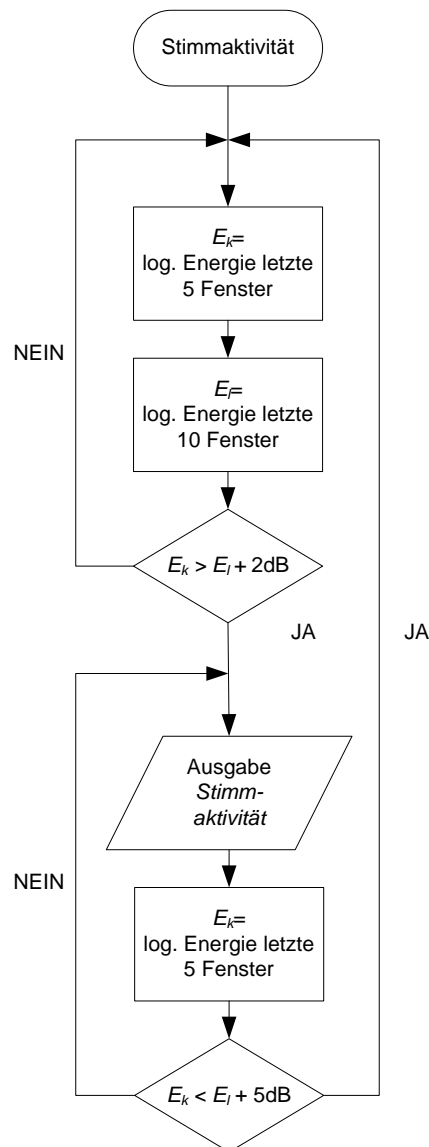 Stimmaktivität
E_k=
log. Energie letzte
5 Fenster
NEIN
E_l=
log. Energie letzte
10 Fenster
E_k > E_l + 2dB
JA
JA
Ausgabe
Stimm-
aktivität
NEIN
E_k=
log. Energie letzte
5 Fenster
E_k < E_l + 5dB